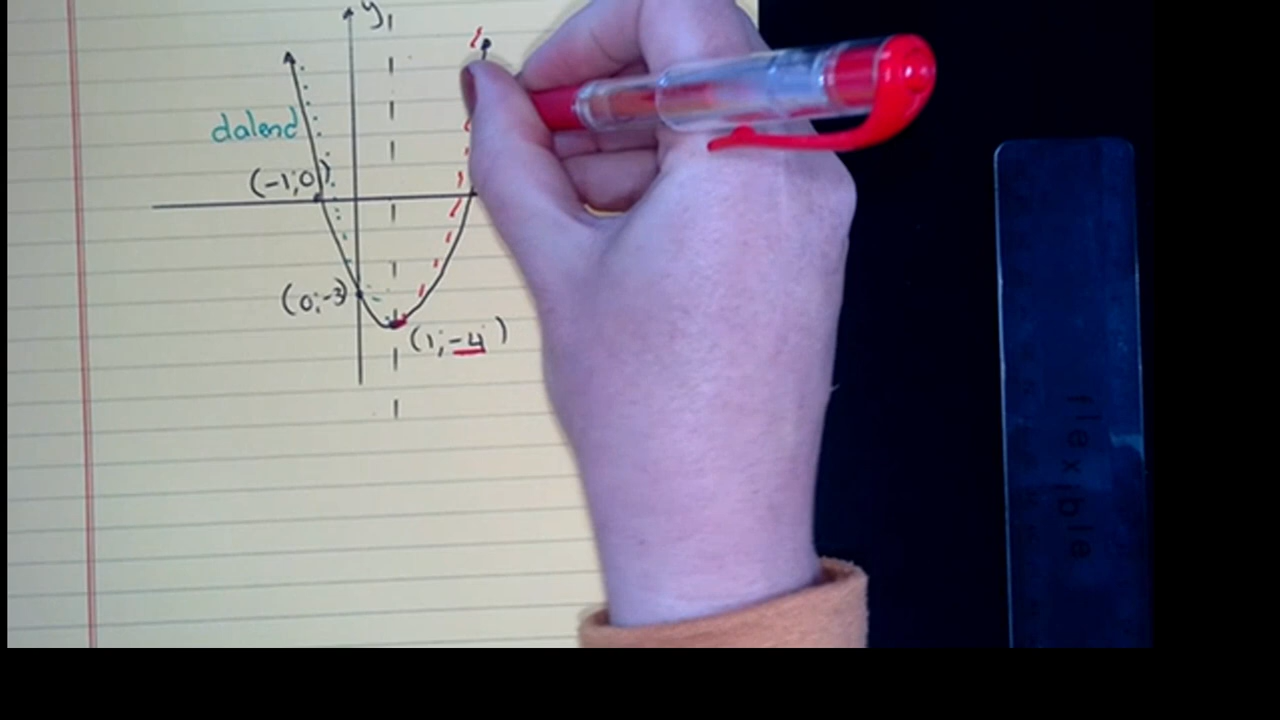 y
dalend
(-1;0)
(0;-3)
(1;-4)
flexible